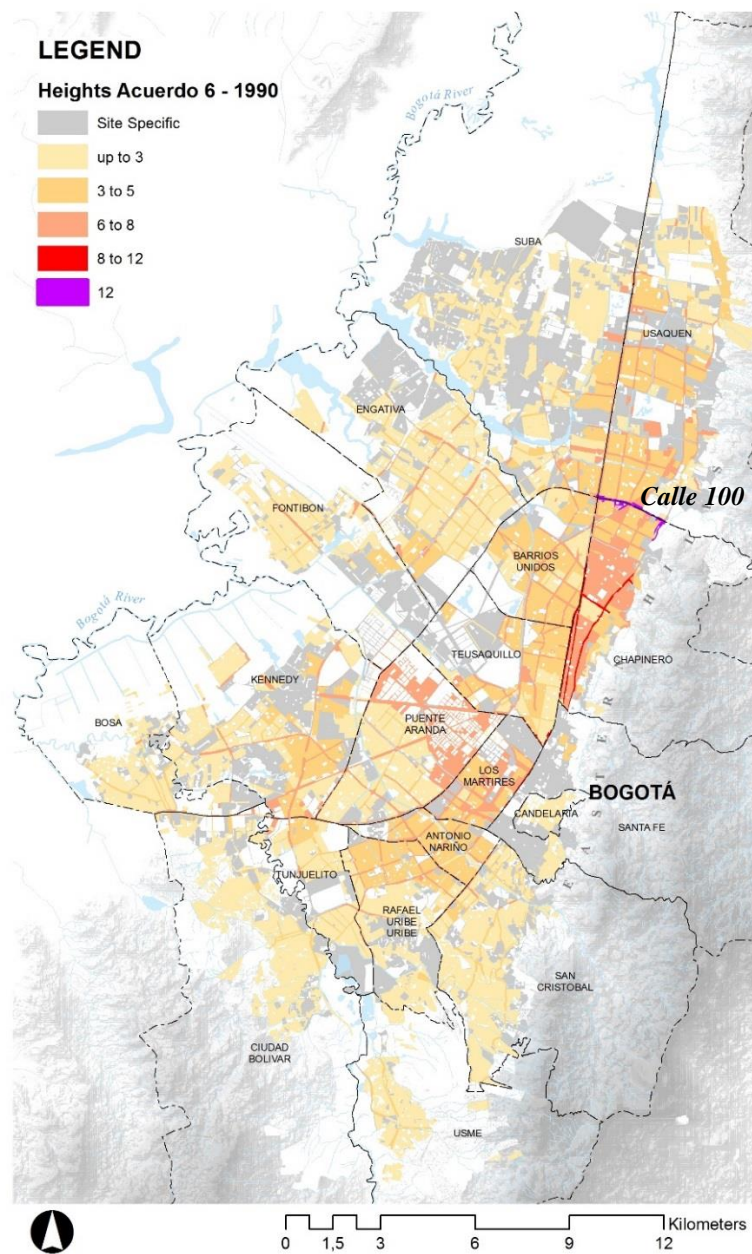 LEGEND
Heights Acuerdo 6 - 1990
Site Specific
up to 3
3 to 5
6 to 8
8 to 12
12
Bogotá River
SUBA
USAQUEN
ENGATIVA
Calle 100
FONTIBON
BARRIOS
UNIDOS
Bogotá River
TEUSAQUILLO
CHAPINERO
KENNEDY
BOSA
PUENTE
ARANDA
LOS
MARTIRES
BOGOTÁ
CANDELARIA
SANTA FE
ANTONIO
NARIÑO
TUNJUELITO
RAFAEL
URIBE
URIBE
SAN
CRISTOBAL
CIUDAD
BOLIVAR
USME
EASTER HILLS
Kilometers
0 1,5 3 6 9 12